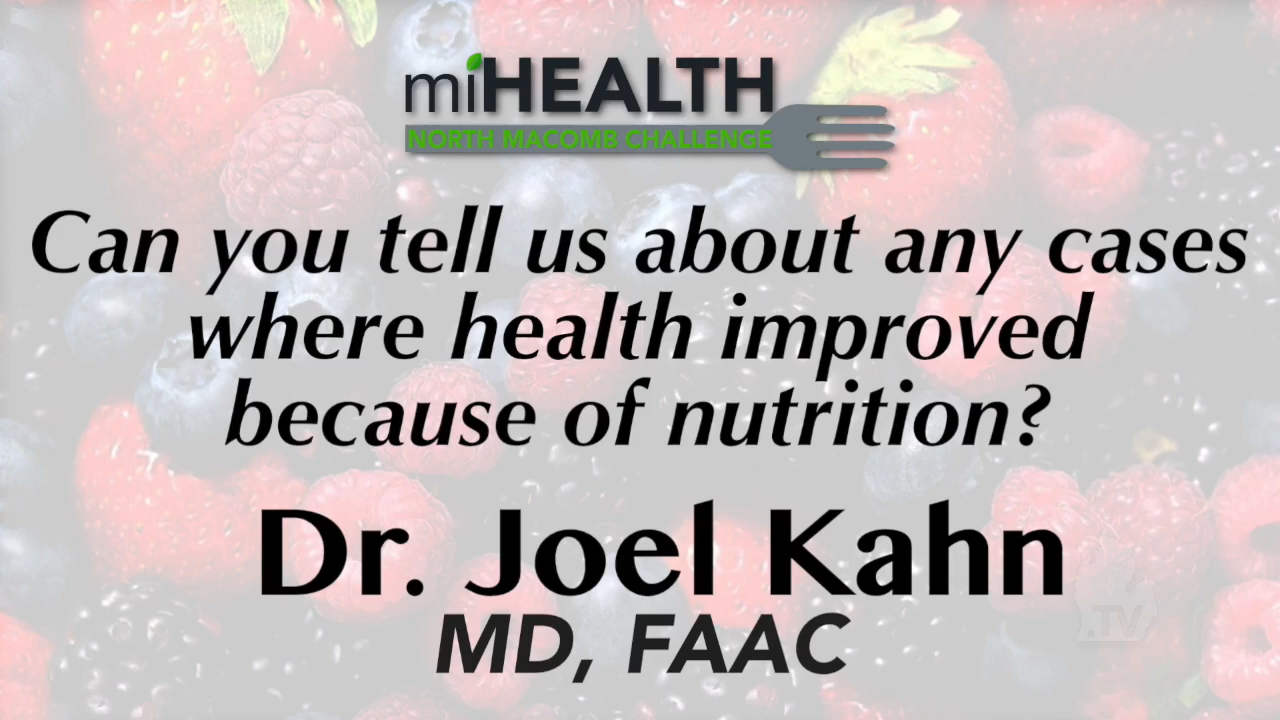 miHEALTH
NORTH MACOMB CHALLENGE
Can you tell us about any cases
where health improved
because of nutrition?
Dr. Joel Kahn
MD, FAAC
.TV